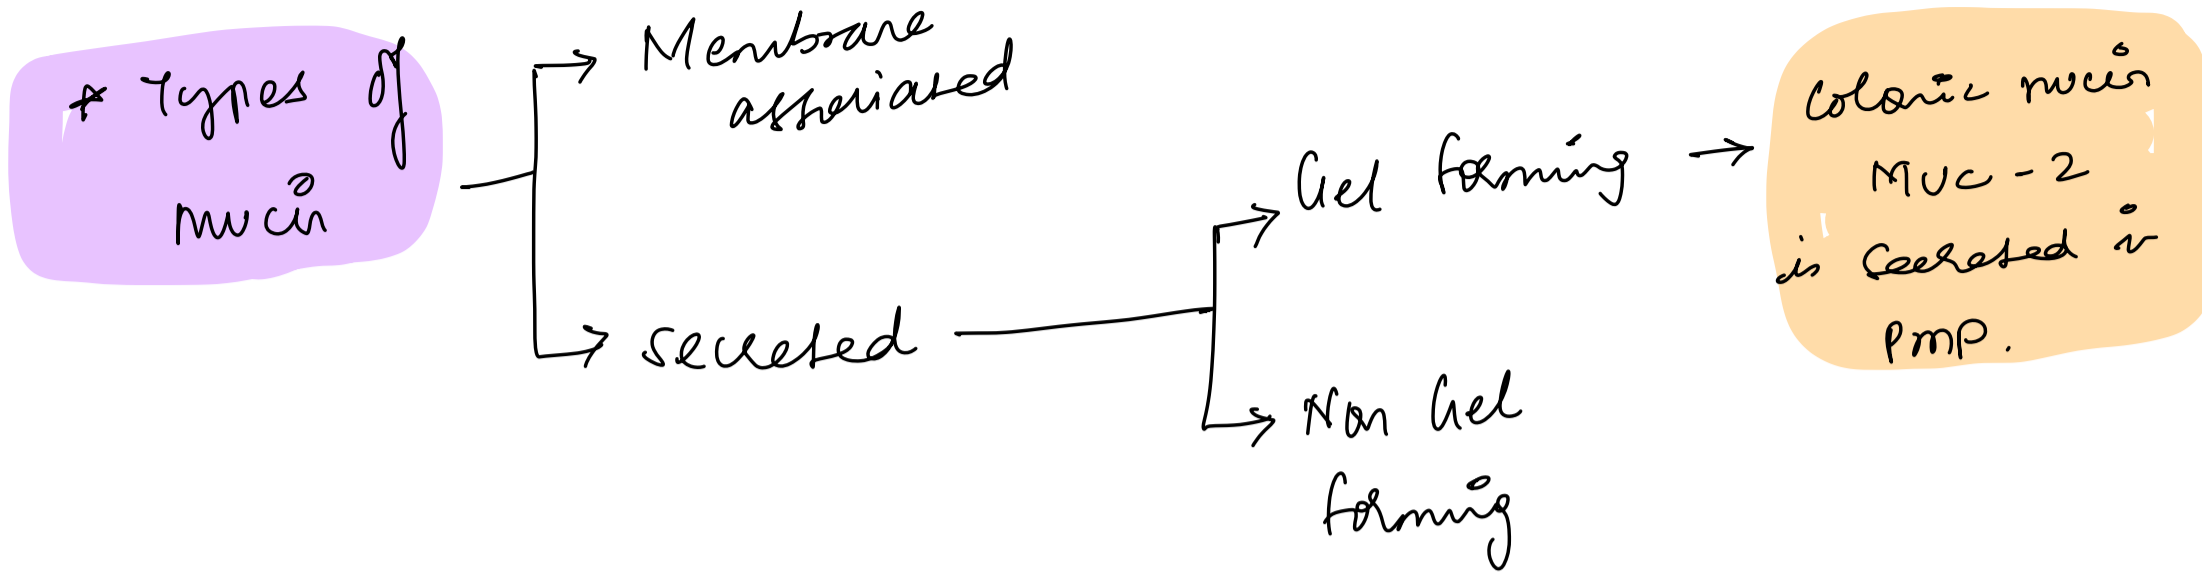 * Types of
mucin
Membrane
associated
secreted
Gel forming
Non Gel
forming
Colonic mucin
MUC-2
is secreted in
PMP.